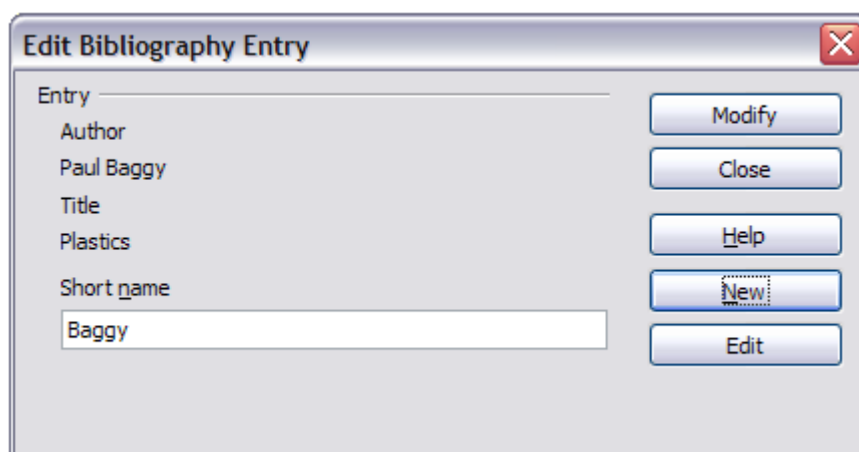 Edit Bibliography Entry
Entry
Author
Paul Baggy
Title
Plastics
Short name
Baggy
Modify
Close
Help
New
Edit